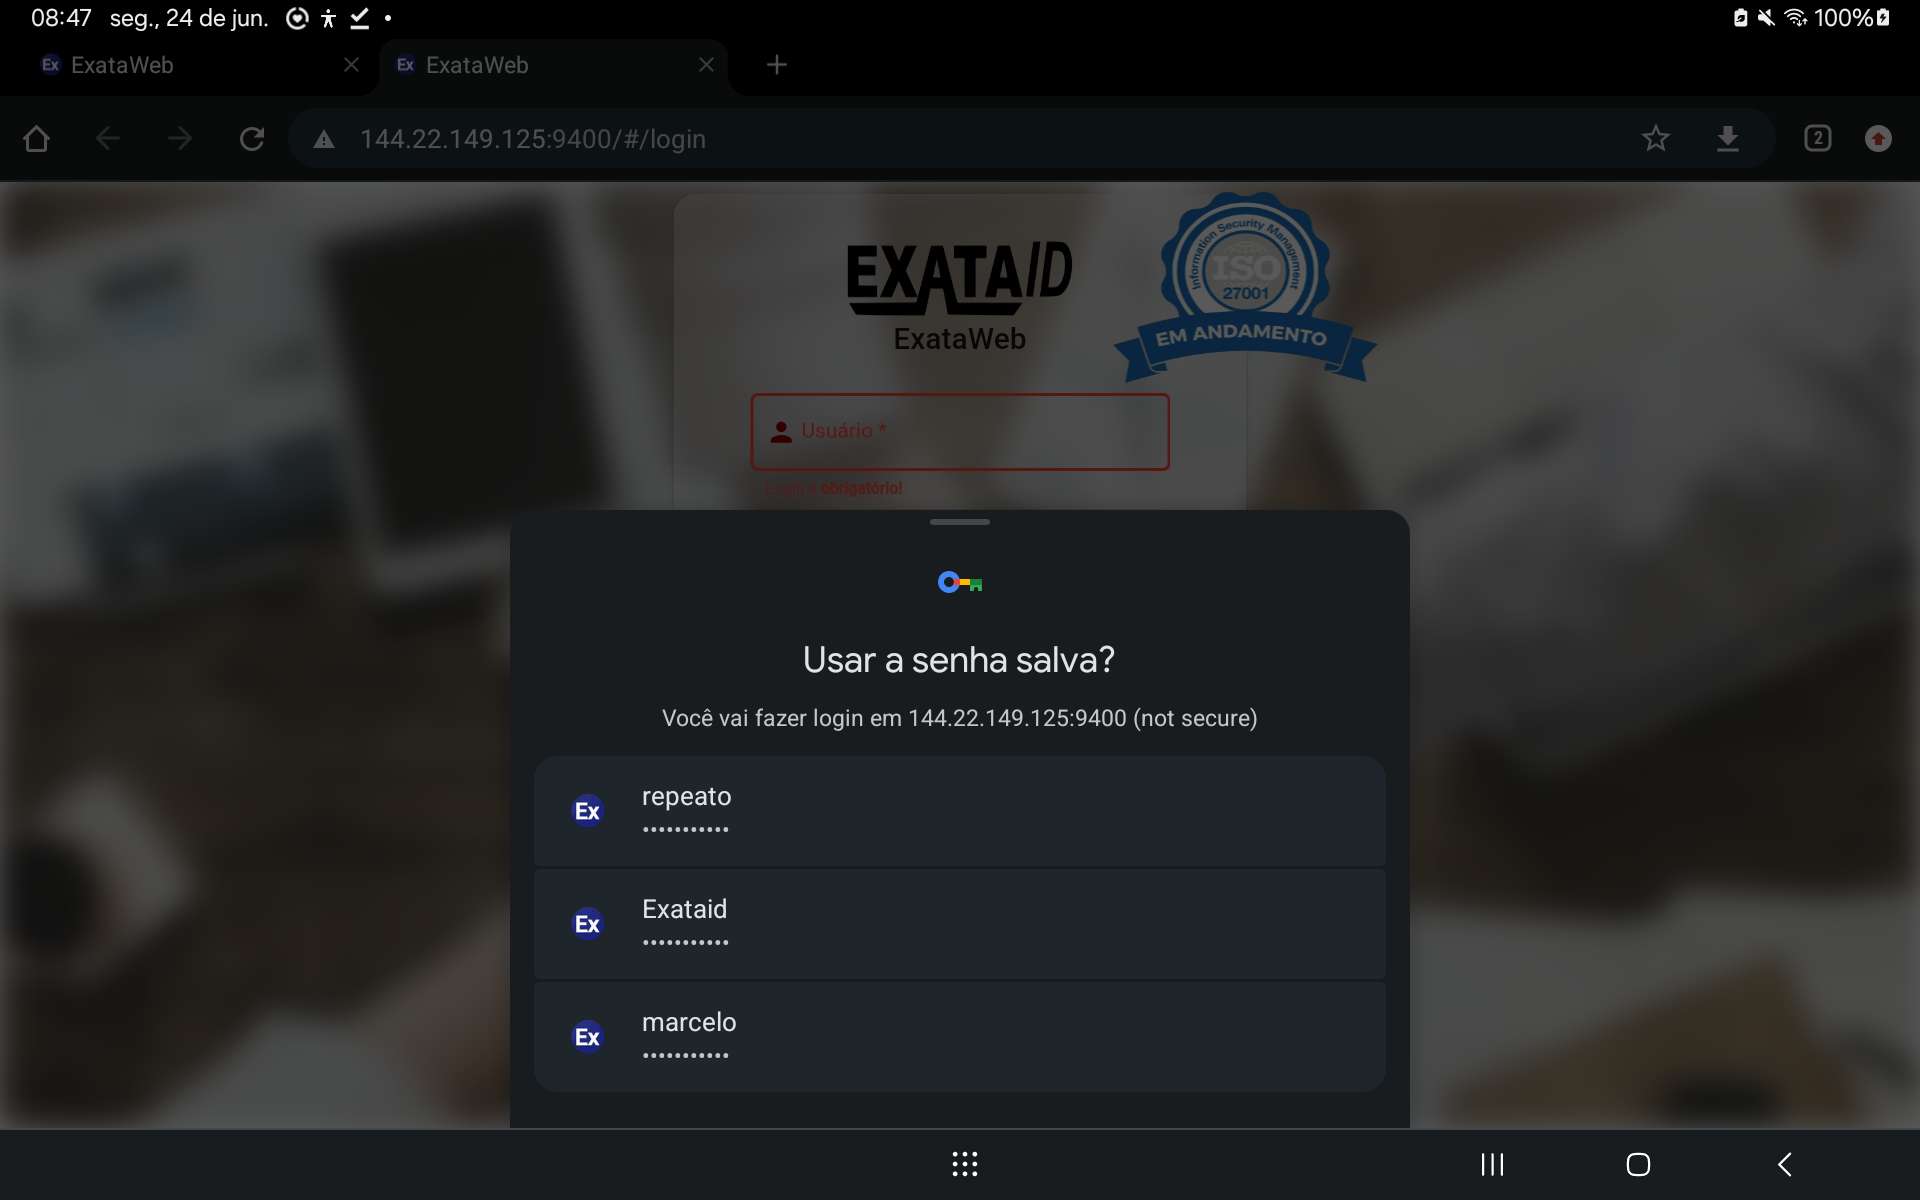 08:47 seg., 24 de jun. 100%
Ex ExataWeb
Ex ExataWeb
144.22.149.125:9400/#/login
2
EXATAID
ExataWeb
Information Security Management
ISO
27001
EM ANDAMENTO
Usuário *
obrigatório!
Usar a senha salva?
Você vai fazer login em 144.22.149.125:9400 (not secure)
Ex repeato
•••••••••••
Ex Exataid
•••••••••••
Ex marcelo
•••••••••••